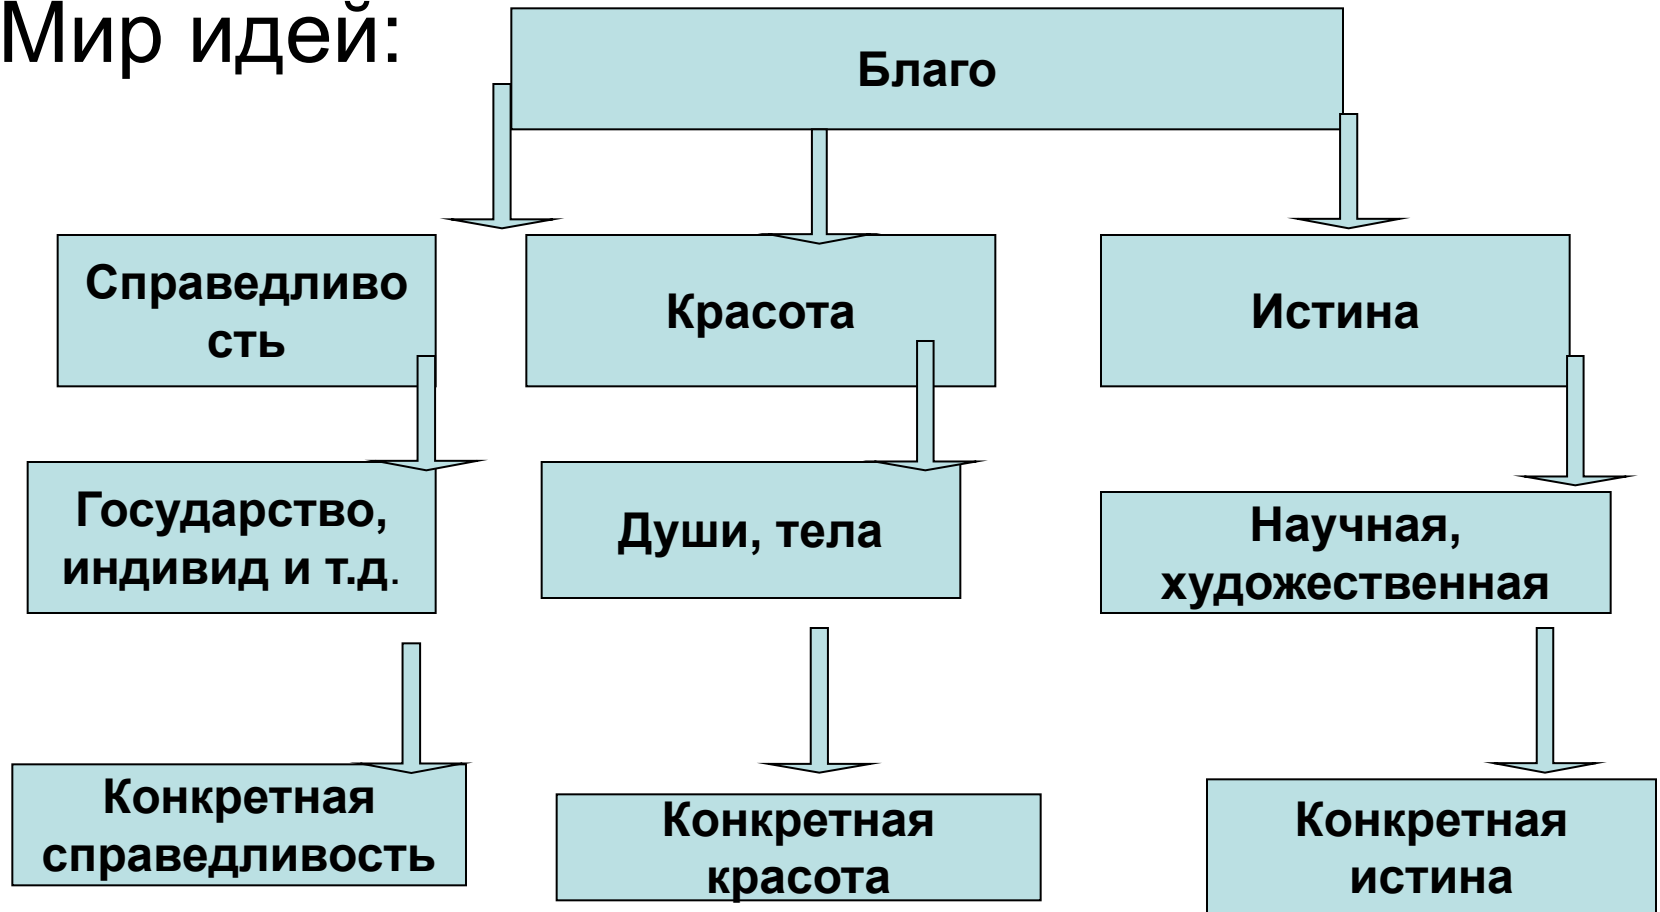 Мир идей:
Благо
Справедливо
сть
Красота
Истина
Государство,
индивид и т.д.
Души, тела
Научная,
художественная
Конкретная
справедливость
Конкретная
красота
Конкретная
истина